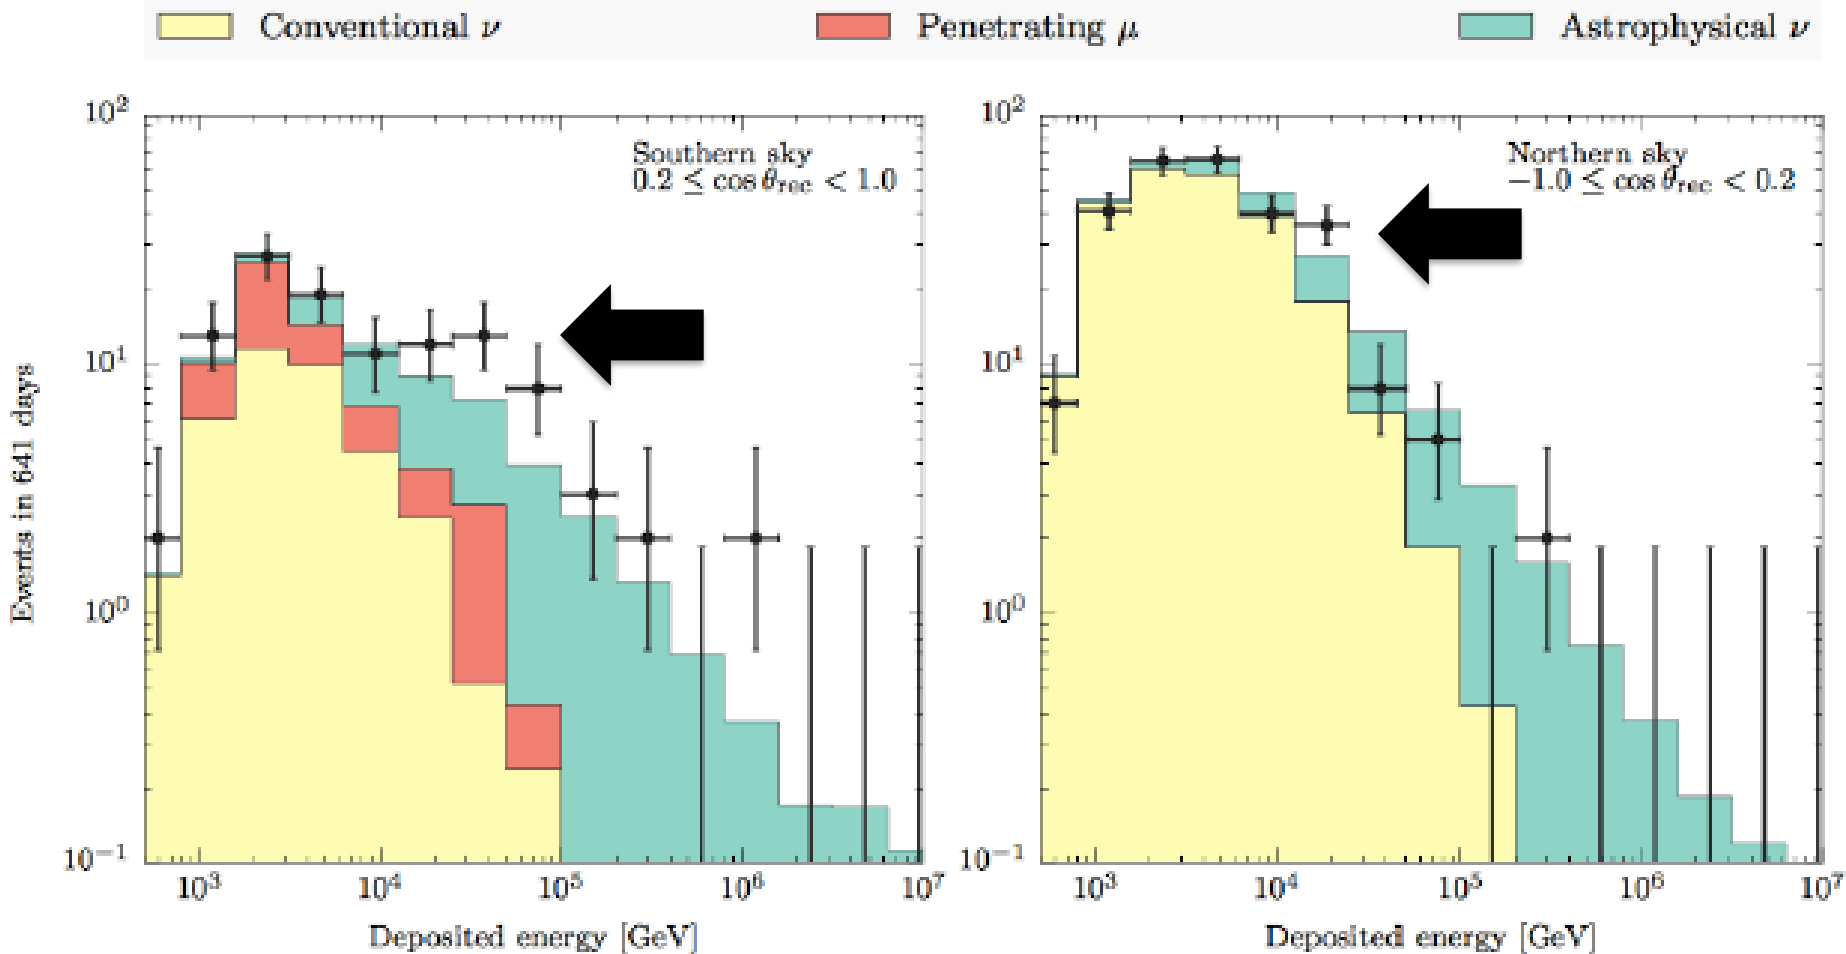 Conventional ν
Penetrating μ
Astrophysical ν
Events in 641 days
10²
10¹
10⁰
10⁻¹
Southern sky
0.2 ≤ cos θrec < 1.0
10³ 10⁴ 10⁵ 10⁶ 10⁷
Deposited energy [GeV]
10²
10¹
10⁰
10⁻¹
Northern sky
−1.0 ≤ cos θrec < 0.2
10³ 10⁴ 10⁵ 10⁶ 10⁷
Deposited energy [GeV]